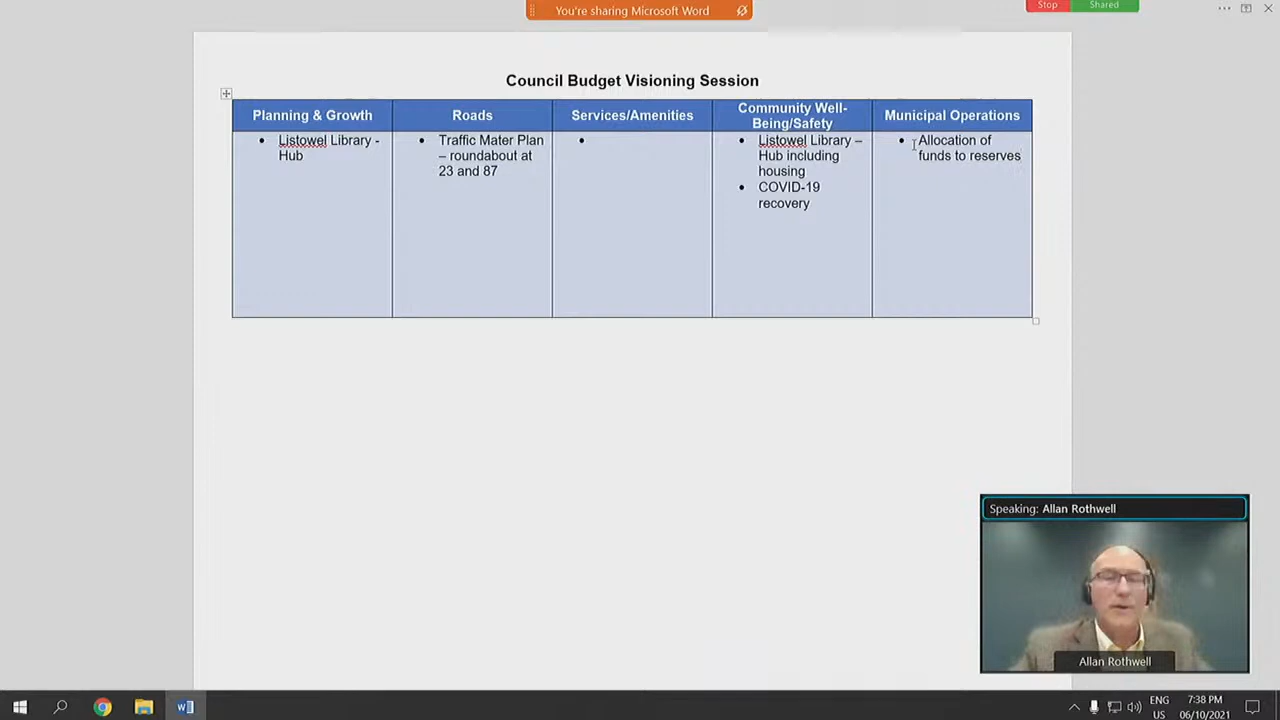 You're sharing Microsoft Word
Stop
Shared
Council Budget Visioning Session
Planning & Growth
Roads
Services/Amenities
Community Well-
Being/Safety
Municipal Operations
• Listowel Library -
Hub
• Traffic Mater Plan
– roundabout at
23 and 87
•
• Listowel Library –
Hub including
housing
• COVID-19
recovery
• Allocation of
funds to reserves
Speaking: Allan Rothwell
Allan Rothwell
ENG
US
7:38 PM
06/10/2021